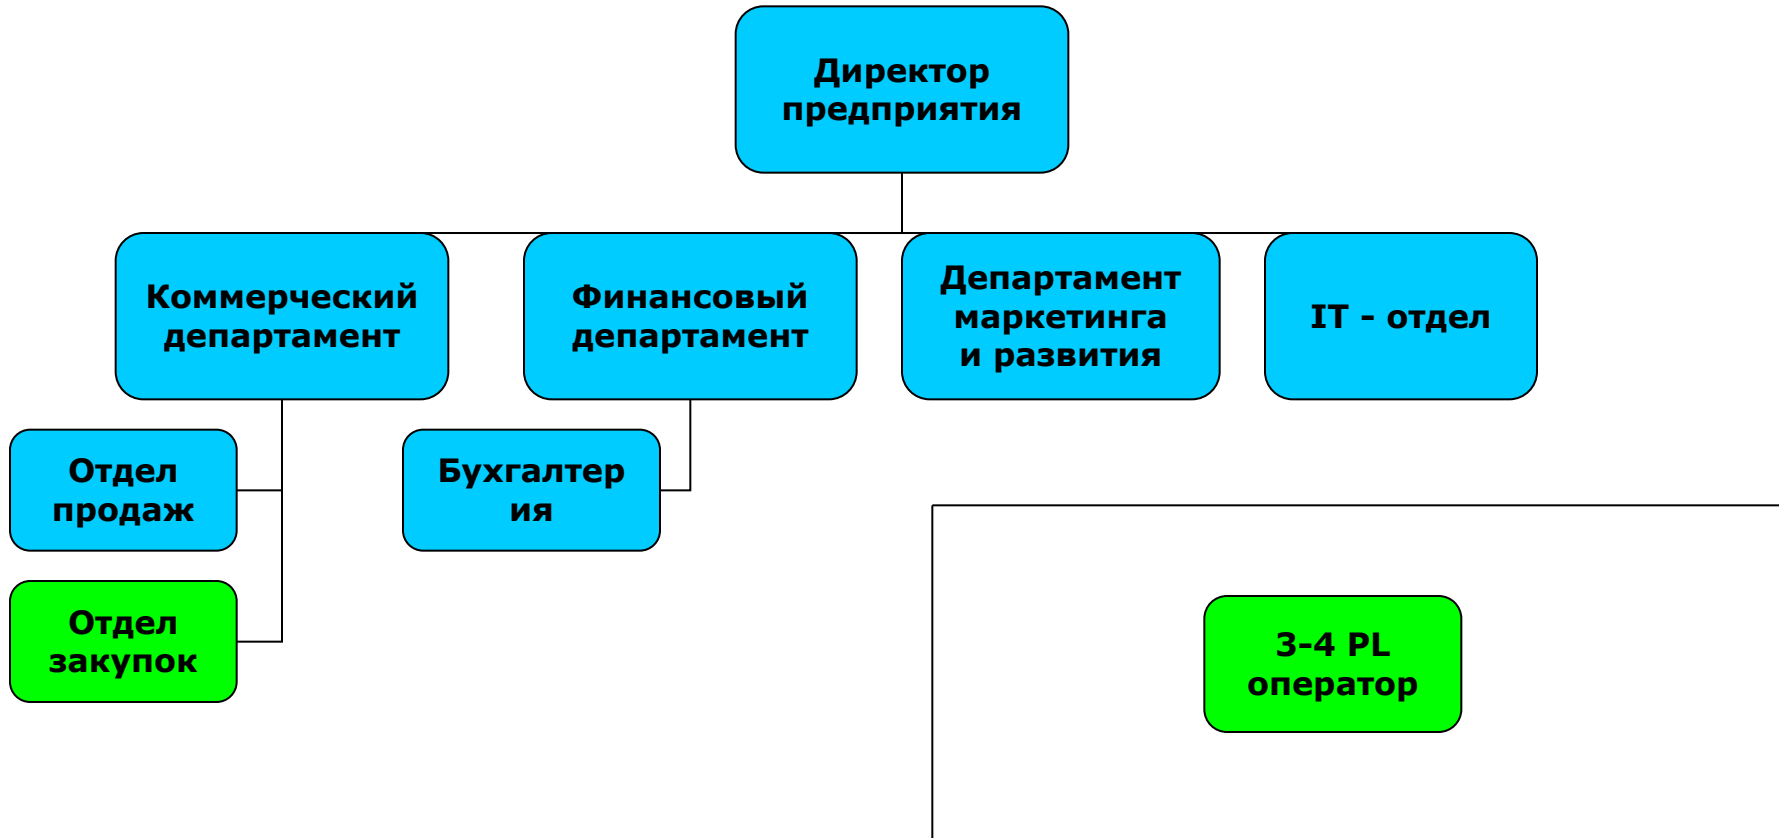 Директор
предприятия
Коммерческий
департамент
Финансовый
департамент
Департамент
маркетинга
и развития
IT - отдел
Отдел
продаж
Бухгалтер
ия
Отдел
закупок
3-4 PL
оператор